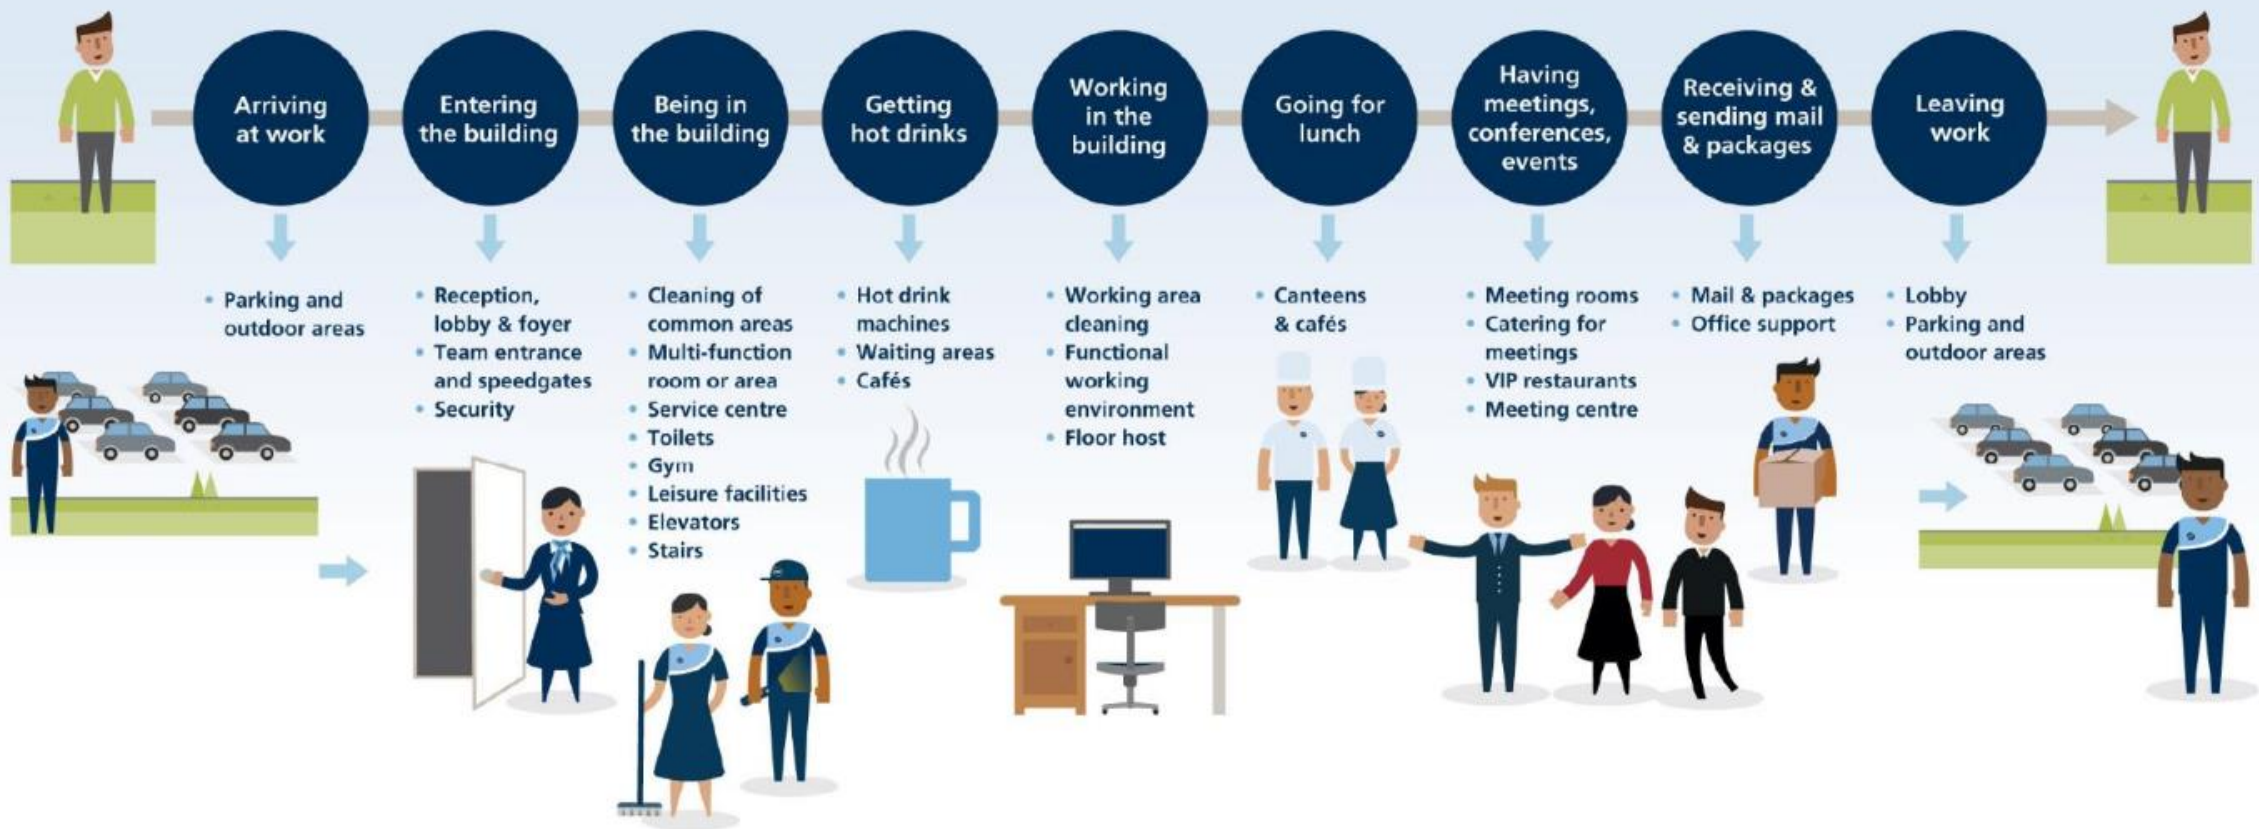 Arriving
at work
Entering
the building
Being in
the building
Getting
hot drinks
Working
in the
building
Going for
lunch
Having
meetings,
conferences,
events
Receiving &
sending mail
& packages
Leaving
work
• Parking and
outdoor areas
• Reception,
lobby & foyer
• Team entrance
and speedgates
• Security
• Cleaning of
common areas
• Multi-function
room or area
• Service centre
• Toilets
• Gym
• Leisure facilities
• Elevators
• Stairs
• Hot drink
machines
• Waiting areas
• Cafés
• Working area
cleaning
• Functional
working
environment
• Floor host
• Canteens
& cafés
• Meeting rooms
• Catering for
meetings
• VIP restaurants
• Meeting centre
• Mail & packages
• Office support
• Lobby
• Parking and
outdoor areas